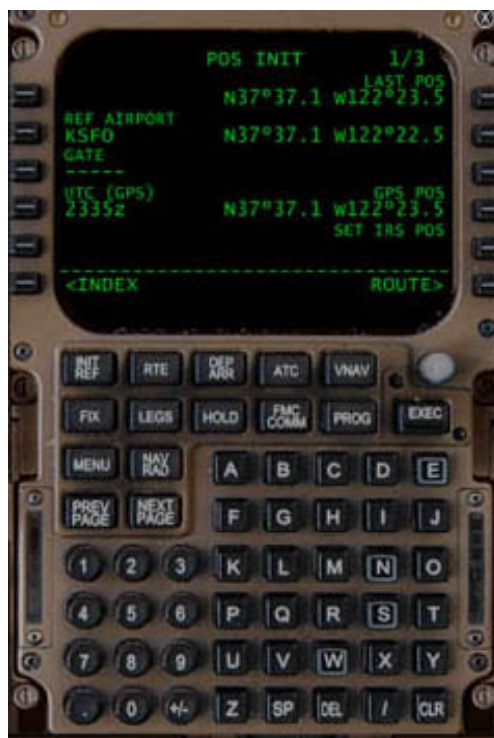 POS INIT 1/3
LAST POS
N37°37.1 W122°23.5
REF AIRPORT
KSFO N37°37.1 W122°22.5
GATE
-----
UTC (GPS) GPS POS
2335z N37°37.1 W122°23.5
SET IRS POS
<INDEX ROUTE>
INIT REF RTE DEP ARR ATC VNAV
FIX LEGS HOLD FMC COMM PROG EXEC
MENU NAV RAD A B C D E
PREV PAGE NEXT PAGE F G H I J
1 2 3 K L M N O
4 5 6 P Q R S T
7 8 9 U V W X Y
. 0 +/- Z SP DEL / CLR